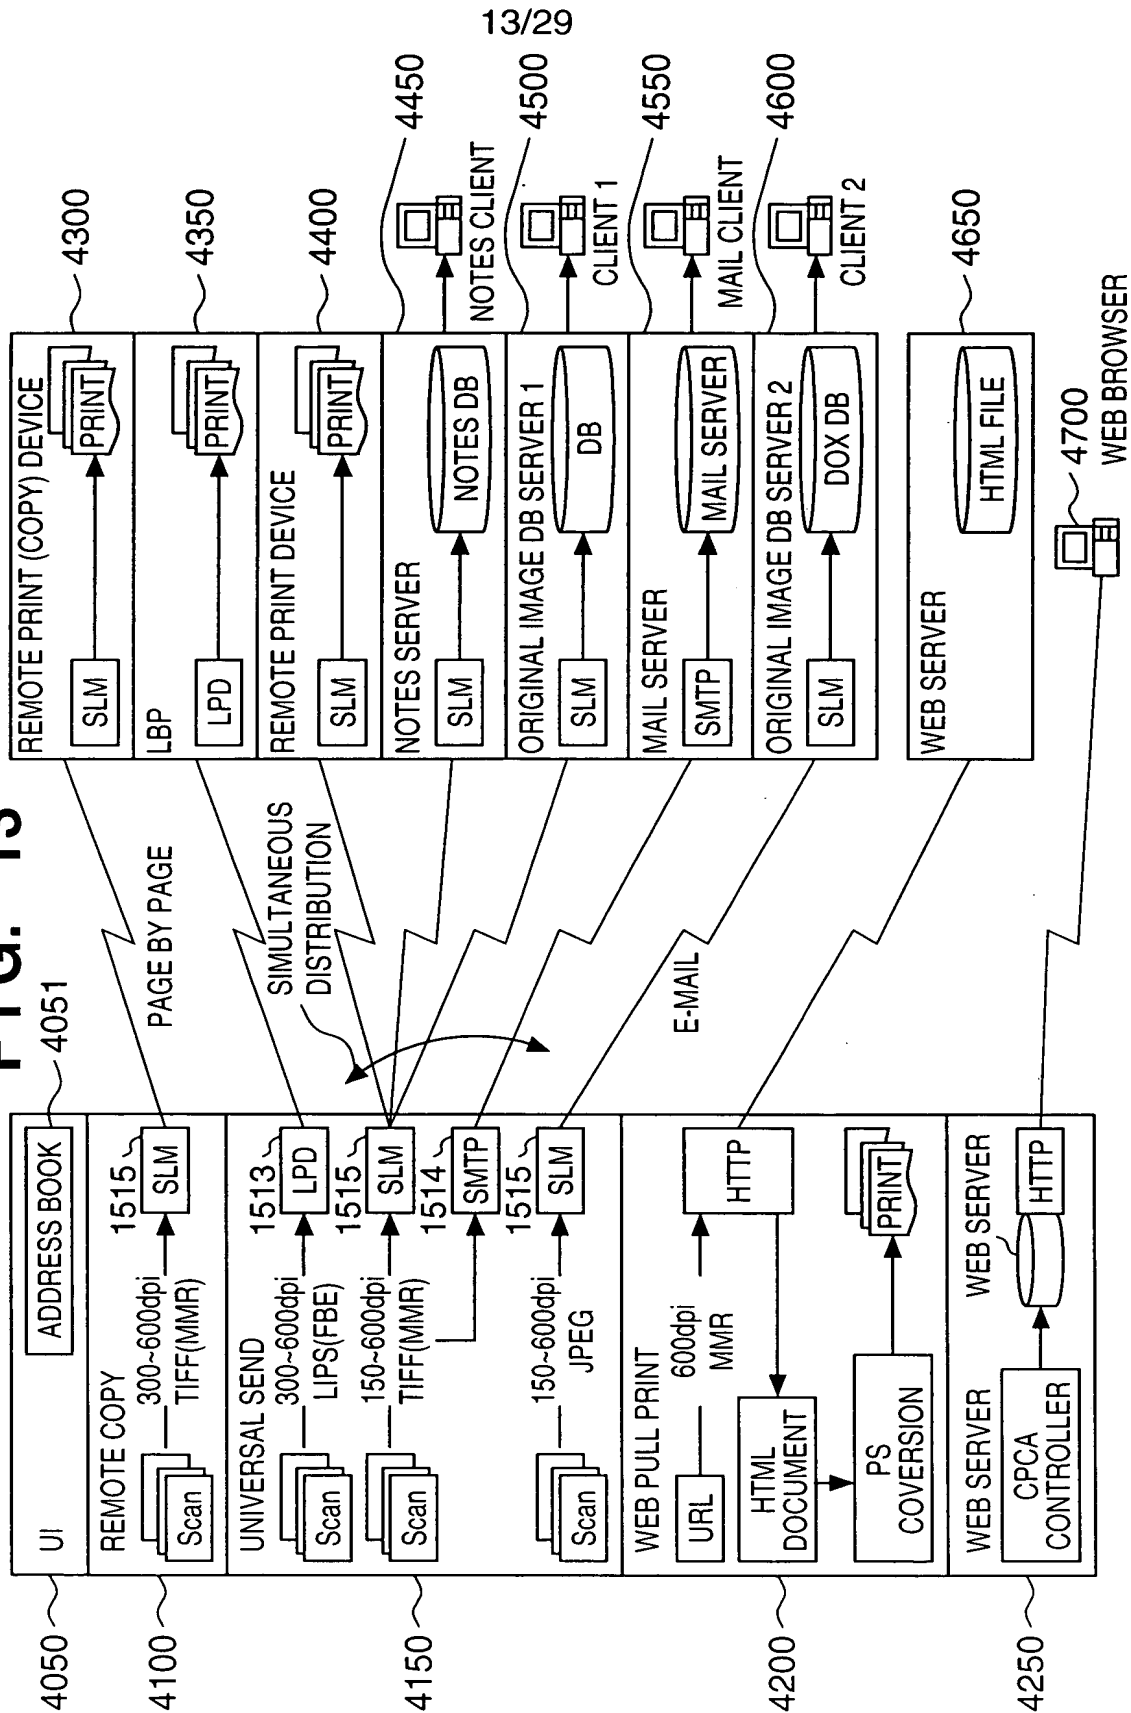 13/29
FIG. 13
4050
UI
ADDRESS BOOK
4051
4100
REMOTE COPY
Scan
300~600dpi
TIFF(MMR)
1515
SLM
PAGE BY PAGE
4150
UNIVERSAL SEND
Scan
300~600dpi
LIPS(FBE)
1513
LPD
Scan
150~600dpi
TIFF(MMR)
1515
SLM
1514
SMTP
Scan
150~600dpi
JPEG
1515
SLM
SIMULTANEOUS
DISTRIBUTION
E-MAIL
4200
WEB PULL PRINT
URL
600dpi
MMR
HTTP
HTML
DOCUMENT
PS
COVERSION
PRINT
4250
WEB SERVER
CPCA
CONTROLLER
WEB SERVER
HTTP
REMOTE PRINT (COPY) DEVICE
SLM
PRINT
4300
LBP
LPD
PRINT
4350
REMOTE PRINT DEVICE
SLM
PRINT
4400
NOTES SERVER
SLM
NOTES DB
4450
NOTES CLIENT
ORIGINAL IMAGE DB SERVER 1
SLM
DB
4500
CLIENT 1
MAIL SERVER
SMTP
MAIL SERVER
4550
MAIL CLIENT
ORIGINAL IMAGE DB SERVER 2
SLM
DOX DB
4600
CLIENT 2
WEB SERVER
HTML FILE
4650
4700
WEB BROWSER